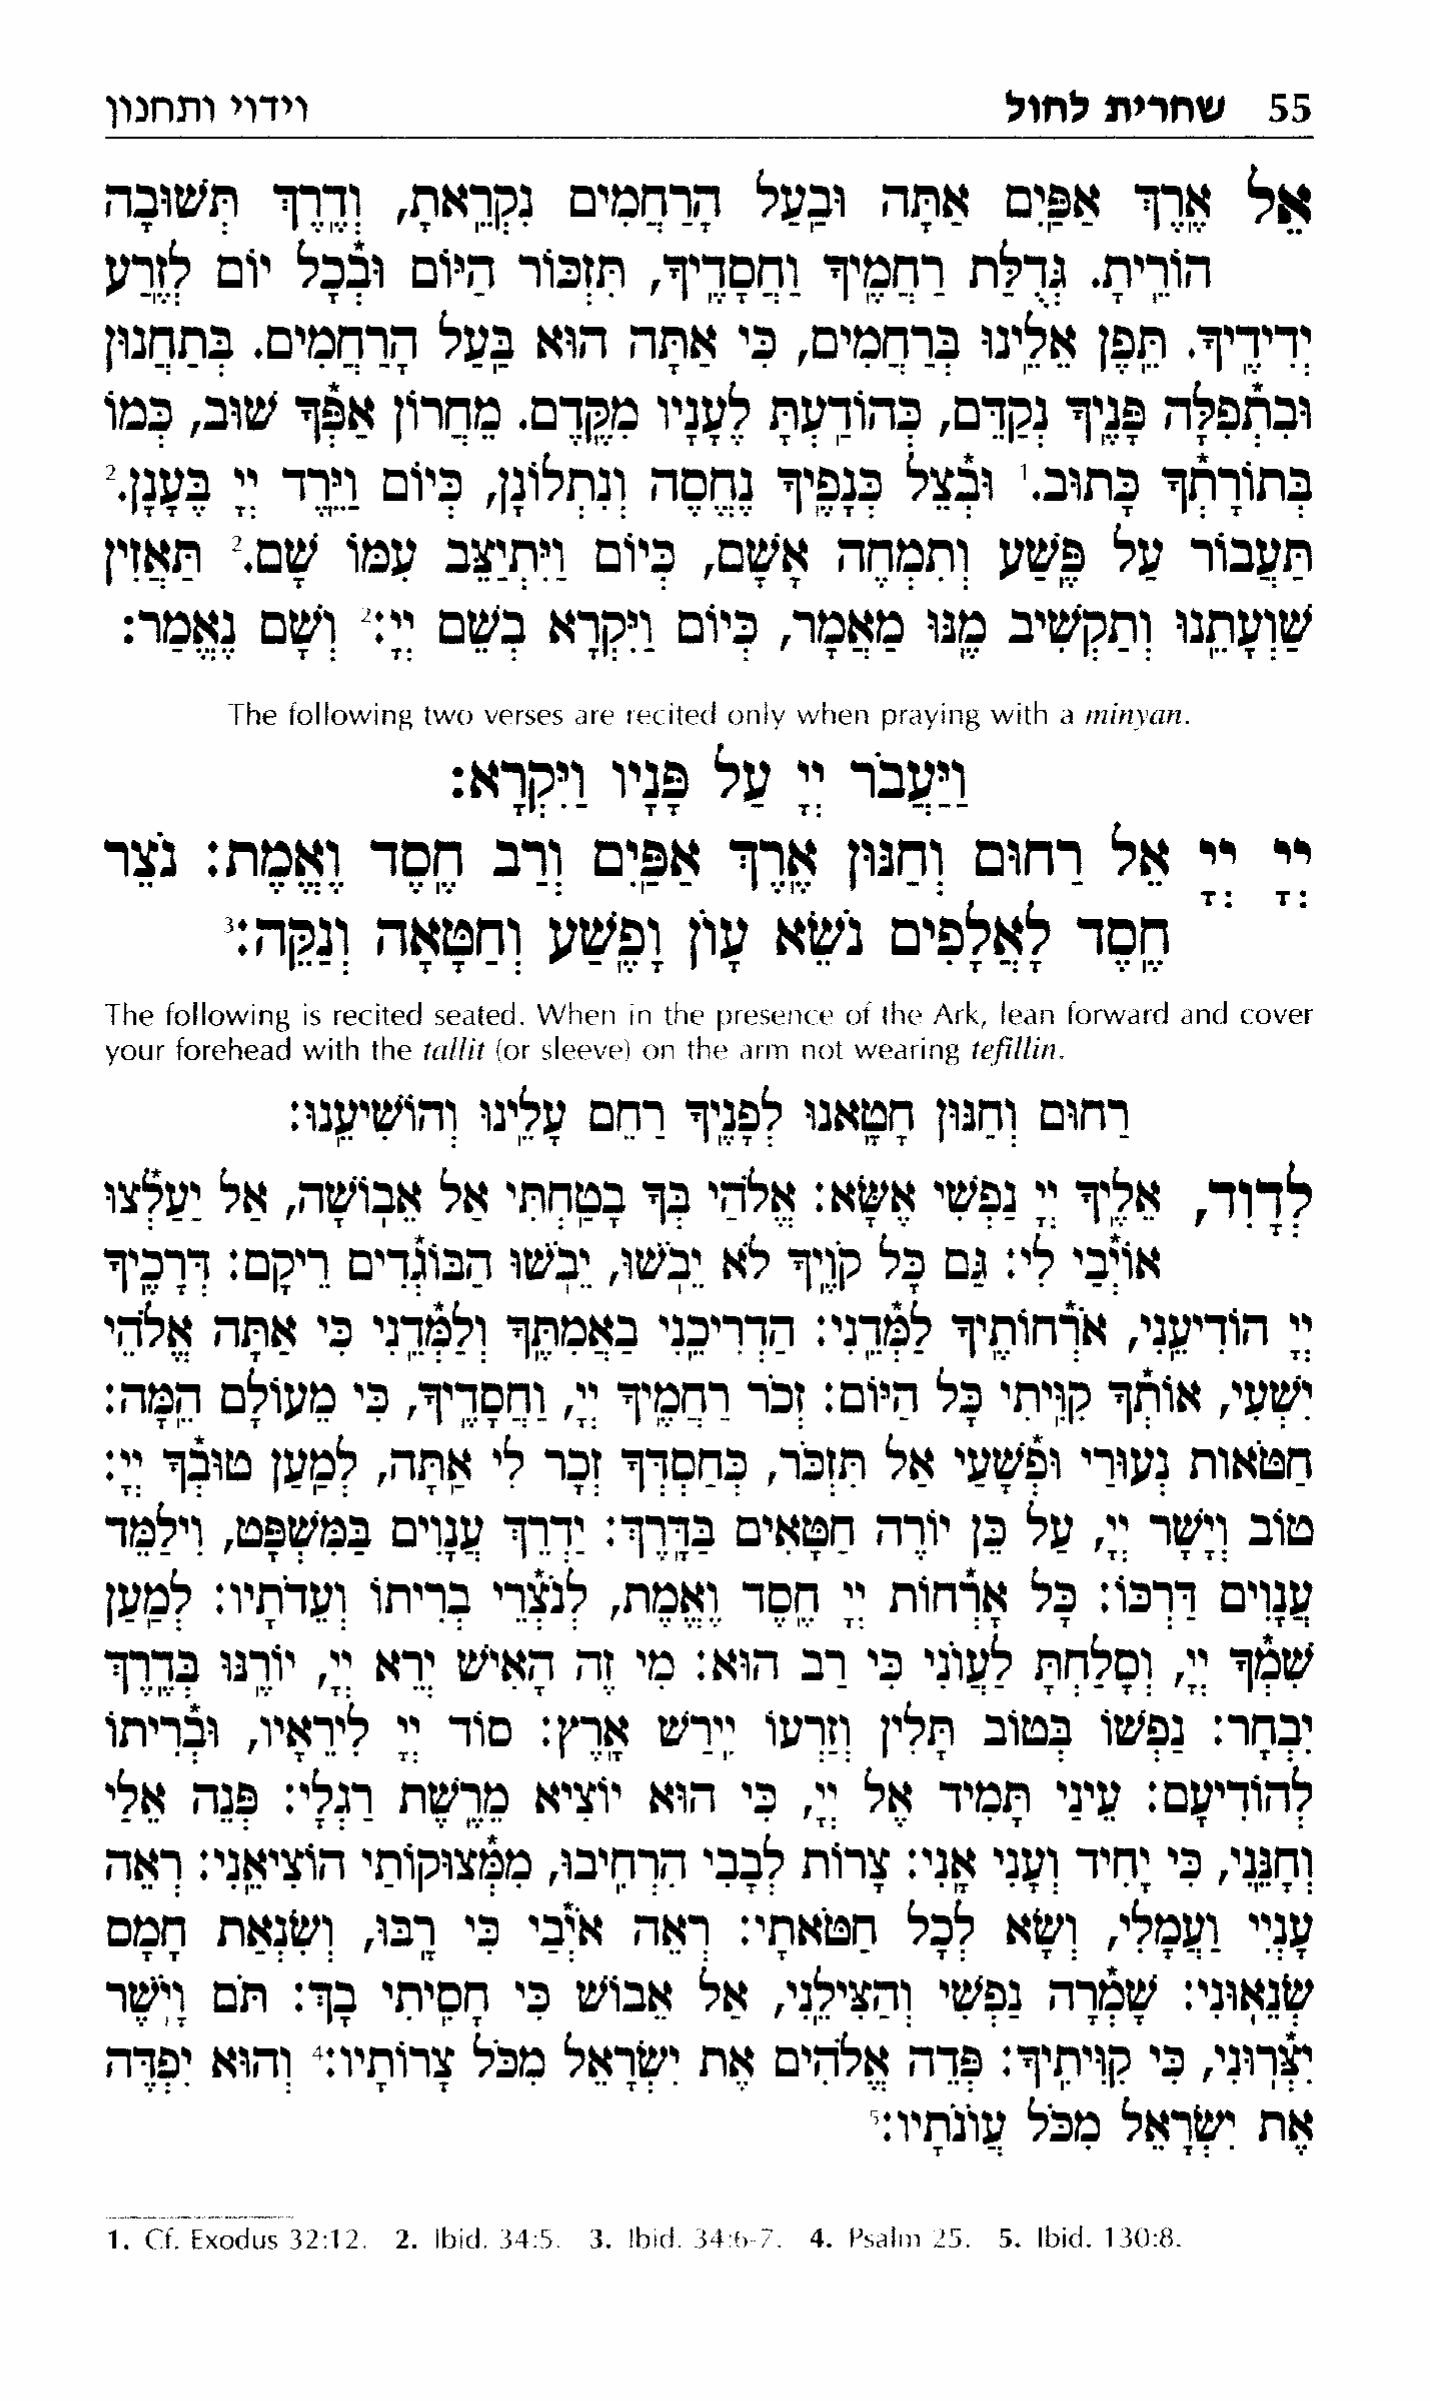 55 שחרית לחול וידוי ותחנון
אֵל אֶרֶךְ אַפַּיִם אַתָּה וּבַעַל הָרַחֲמִים נִקְרֵאתָ, וְדֶרֶךְ תְּשׁוּבָה
הוֹרֵיתָ. גְּדֻלַּת רַחֲמֶיךָ וַחֲסָדֶיךָ, תִּזְכּוֹר הַיּוֹם וּבְ*כָל יוֹם לְזֶרַע
יְדִידֶיךָ. תֵּפֶן אֵלֵינוּ בְּרַחֲמִים, כִּי אַתָּה הוּא בַּעַל הָרַחֲמִים. בְּתַחֲנוּן
וּבִתְ*פִלָּה פָּנֶיךָ נְקַדֵּם, כְּהוֹדַעְתָּ לֶעָנָיו מִקֶּדֶם. מֵחֲרוֹן אַפְּ*ךָ שׁוּב, כְּמוֹ
בְּתוֹרָתְ*ךָ כָּתוּב.1 וּבְ*צֵל כְּנָפֶיךָ נֶחֱסֶה וְנִתְלוֹנָן, כְּיוֹם וַיֵּרֶד יְיָ בֶּעָנָן.2
תַּעֲבוֹר עַל פֶּשַׁע וְתִמְחֶה אָשָׁם, כְּיוֹם וַיִּתְיַצֵּב עִמּוֹ שָׁם.2 תַּאֲזִין
שַׁוְעָתֵנוּ וְתַקְשִׁיב מֶנּוּ מַאֲמָר, כְּיוֹם וַיִּקְרָא בְשֵׁם יְיָ:2 וְשָׁם נֶאֱמַר:
The following two verses are recited only when praying with a minyan.
וַיַּעֲבֹר יְיָ עַל פָּנָיו וַיִּקְרָא:
יְיָ יְיָ אֵל רַחוּם וְחַנּוּן אֶרֶךְ אַפַּיִם וְרַב חֶסֶד וֶאֱמֶת: נֹצֵר
חֶסֶד לָאֲלָפִים נֹשֵׂא עָוֹן וָפֶשַׁע וְחַטָּאָה וְנַקֵּה:3
The following is recited seated. When in the presence of the Ark, lean forward and cover
your forehead with the tallit (or sleeve) on the arm not wearing tefillin.
רַחוּם וְחַנּוּן חָטָאנוּ לְפָנֶיךָ רַחֵם עָלֵינוּ וְהוֹשִׁיעֵנוּ:
לְדָוִד, אֵלֶיךָ יְיָ נַפְשִׁי אֶשָּׂא: אֱלֹהַי בְּךָ בָטַחְתִּי אַל אֵבוֹשָׁה, אַל יַעַלְ*צוּ
אוֹיְ*בַי לִי: גַּם כָּל קֹוֶיךָ לֹא יֵבֹשׁוּ, יֵבֹשׁוּ הַבּוֹגְ*דִים רֵיקָם: דְּרָכֶיךָ
יְיָ הוֹדִיעֵנִי, אֹרְ*חוֹתֶיךָ לַמְּ*דֵנִי: הַדְרִיכֵנִי בַאֲמִתֶּךָ וְלַמְּ*דֵנִי כִּי אַתָּה אֱלֹהֵי
יִשְׁעִי, אוֹתְ*ךָ קִוִּיתִי כָּל הַיּוֹם: זְכֹר רַחֲמֶיךָ יְיָ, וַחֲסָדֶיךָ, כִּי מֵעוֹלָם הֵמָּה:
חַטֹּאות נְעוּרַי וּפְ*שָׁעַי אַל תִּזְכֹּר, כְּחַסְדְּךָ זְכָר לִי אַתָּה, לְמַעַן טוּבְ*ךָ יְיָ:
טוֹב וְיָשָׁר יְיָ, עַל כֵּן יוֹרֶה חַטָּאִים בַּדָּרֶךְ: יַדְרֵךְ עֲנָוִים בַּמִּשְׁפָּט, וִילַמֵּד
עֲנָוִים דַּרְכּוֹ: כָּל אָרְ*חוֹת יְיָ חֶסֶד וֶאֱמֶת, לְנֹצְ*רֵי בְרִיתוֹ וְעֵדֹתָיו: לְמַעַן
שִׁמְ*ךָ יְיָ, וְסָלַחְתָּ לַעֲוֹנִי כִּי רַב הוּא: מִי זֶה הָאִישׁ יְרֵא יְיָ, יוֹרֶנּוּ בְּדֶרֶךְ
יִבְחָר: נַפְשׁוֹ בְּטוֹב תָּלִין וְזַרְעוֹ יִירַשׁ אָרֶץ: סוֹד יְיָ לִירֵאָיו, וּבְ*רִיתוֹ
לְהוֹדִיעָם: עֵינַי תָּמִיד אֶל יְיָ, כִּי הוּא יוֹצִיא מֵרֶשֶׁת רַגְלָי: פְּנֵה אֵלַי
וְחָנֵּנִי, כִּי יָחִיד וְעָנִי אָנִי: צָרוֹת לְבָבִי הִרְחִיבוּ, מִמְּ*צוּקוֹתַי הוֹצִיאֵנִי: רְאֵה
עָנְיִי וַעֲמָלִי, וְשָׂא לְכָל חַטֹּאתָי: רְאֵה אֹיְ*בַי כִּי רָבּוּ, וְשִׂנְאַת חָמָס
שְׂנֵאוּנִי: שָׁמְ*רָה נַפְשִׁי וְהַצִּילֵנִי, אַל אֵבוֹשׁ כִּי חָסִיתִי בָךְ: תֹּם וָיֹשֶׁר
יִצְּ*רוּנִי, כִּי קִוִּיתִיךָ: פְּדֵה אֱלֹהִים אֶת יִשְׂרָאֵל מִכֹּל צָרוֹתָיו:4 וְהוּא יִפְדֶּה
אֶת יִשְׂרָאֵל מִכֹּל עֲוֹנֹתָיו:5
1. Cf. Exodus 32:12. 2. Ibid. 34:5. 3. Ibid. 34:6-7. 4. Psalm 25. 5. Ibid. 130:8.